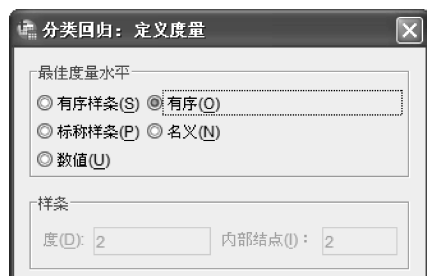 分类回归：定义度量
最佳度量水平
有序样条(S) 有序(O)
标称样条(P) 名义(N)
数值(U)
样条
度(D): 2 内部结点(I)： 2